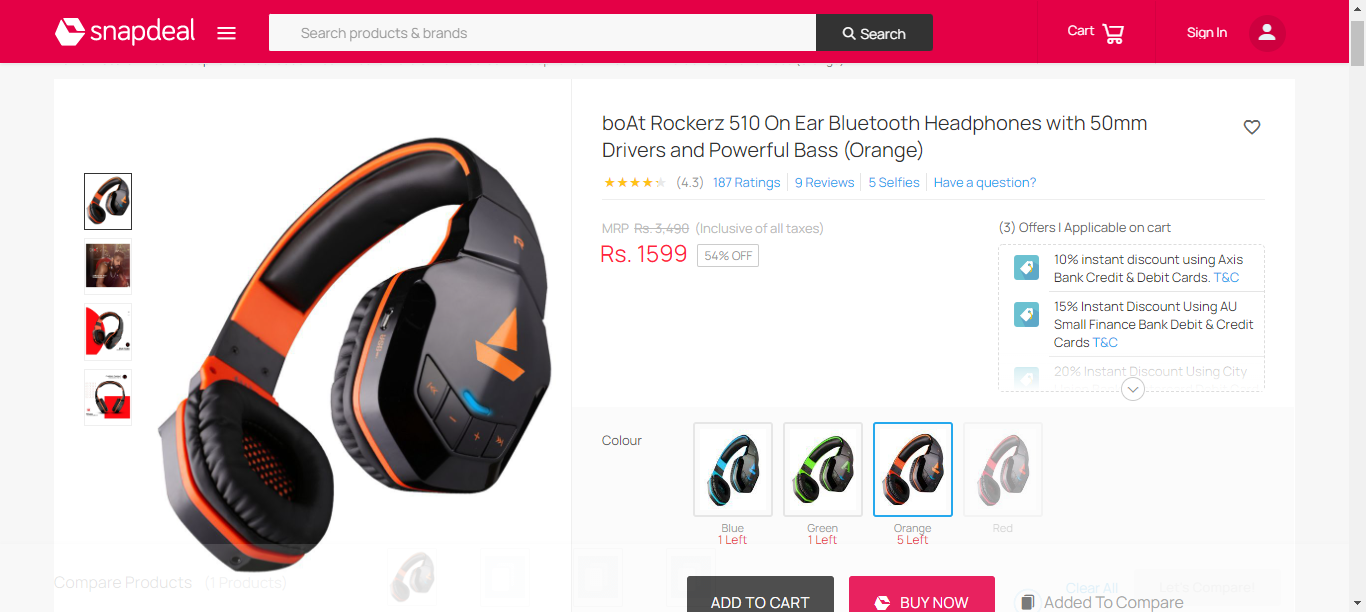 snapdeal
Search products & brands
Search
Cart
Sign In
boAt Rockerz 510 On Ear Bluetooth Headphones with 50mm
Drivers and Powerful Bass (Orange)
(4.3) 187 Ratings 9 Reviews 5 Selfies Have a question?
MRP Rs. 3,490 (Inclusive of all taxes)
Rs. 1599 54% OFF
(3) Offers | Applicable on cart
10% instant discount using Axis
Bank Credit & Debit Cards. T&C
15% Instant Discount Using AU
Small Finance Bank Debit & Credit
Cards T&C
20% Instant Discount Using City
Colour
Blue
1 Left
Green
1 Left
Orange
5 Left
Red
Compare Products (1 Products)
Clear All
Let's Compare!
ADD TO CART
BUY NOW
Added To Compare